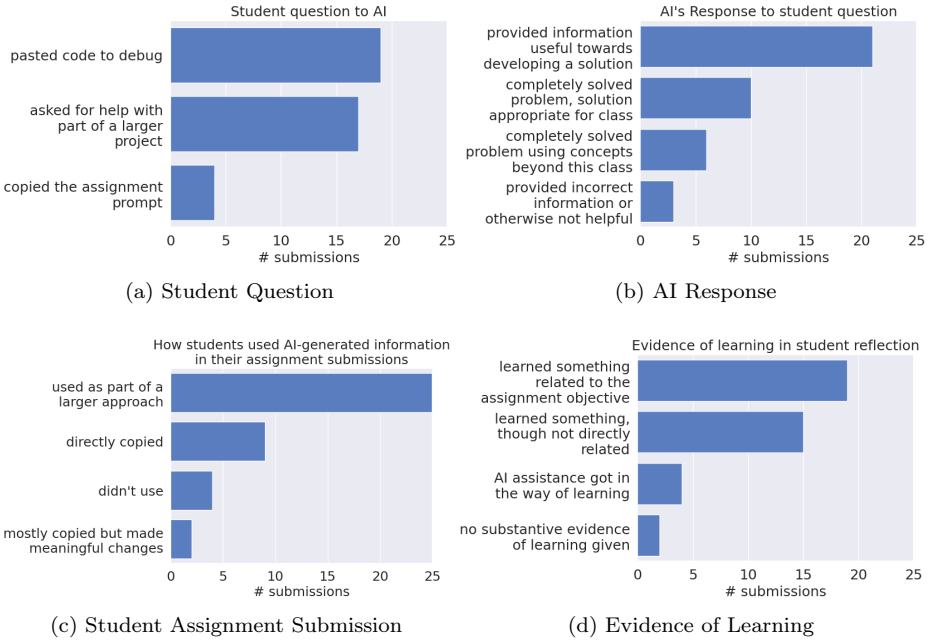 Student question to AI
pasted code to debug
asked for help with
part of a larger
project
copied the assignment
prompt
0 5 10 15 20 25
# submissions
(a) Student Question
AI's Response to student question
provided information
useful towards
developing a solution
completely solved
problem, solution
appropriate for class
completely solved
problem using concepts
beyond this class
provided incorrect
information or
otherwise not helpful
0 5 10 15 20 25
# submissions
(b) AI Response
How students used AI-generated information
in their assignment submissions
used as part of a
larger approach
directly copied
didn't use
mostly copied but made
meaningful changes
0 5 10 15 20 25
# submissions
(c) Student Assignment Submission
Evidence of learning in student reflection
learned something
related to the
assignment objective
learned something,
though not directly
related
AI assistance got in
the way of learning
no substantive evidence
of learning given
0 5 10 15 20 25
# submissions
(d) Evidence of Learning